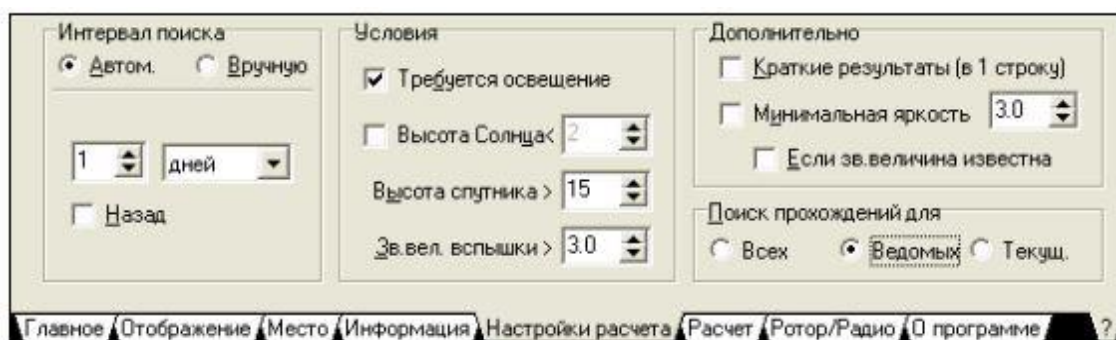 Интервал поиска
Автом. Вручную
1 дней
Назад
Условия
Требуется освещение
Высота Солнца< 2
Высота спутника > 15
Зв.вел. вспышки > 3.0
Дополнительно
Краткие результаты (в 1 строку)
Минимальная яркость 3.0
Если зв.величина известна
Поиск прохождений для
Всех Ведомых Текущ.
Главное Отображение Место Информация Настройки расчета Расчет Ротор/Радио О программе ?